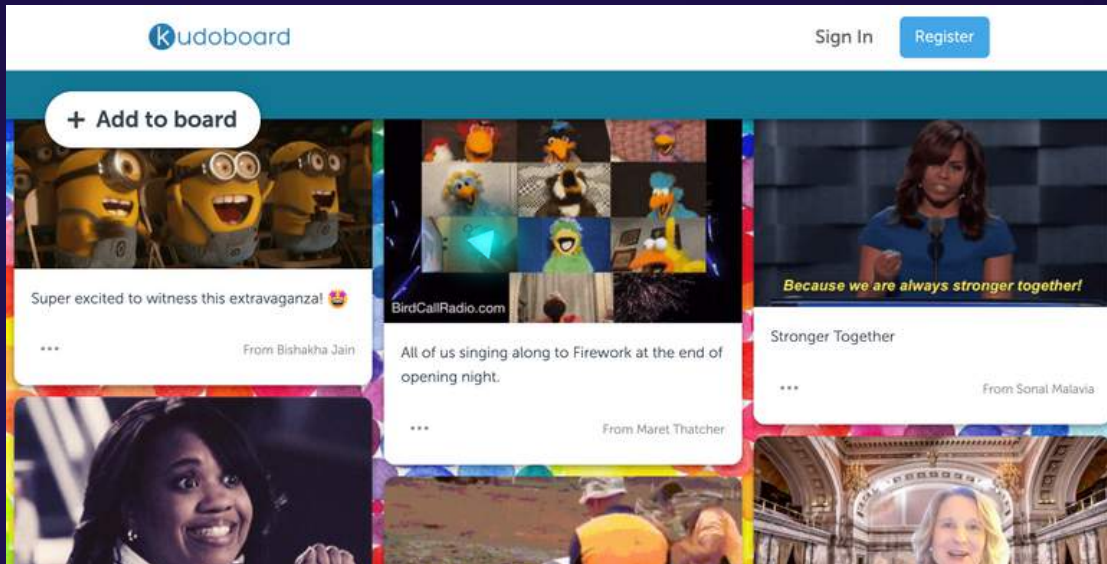 kudoboard
Sign In
Register
+ Add to board
Super excited to witness this extravaganza! 🤩
...
From Bishakha Jain
BirdCallRadio.com
All of us singing along to Firework at the end of
opening night.
...
From Maret Thatcher
Because we are always stronger together!
Stronger Together
...
From Sonal Malavia